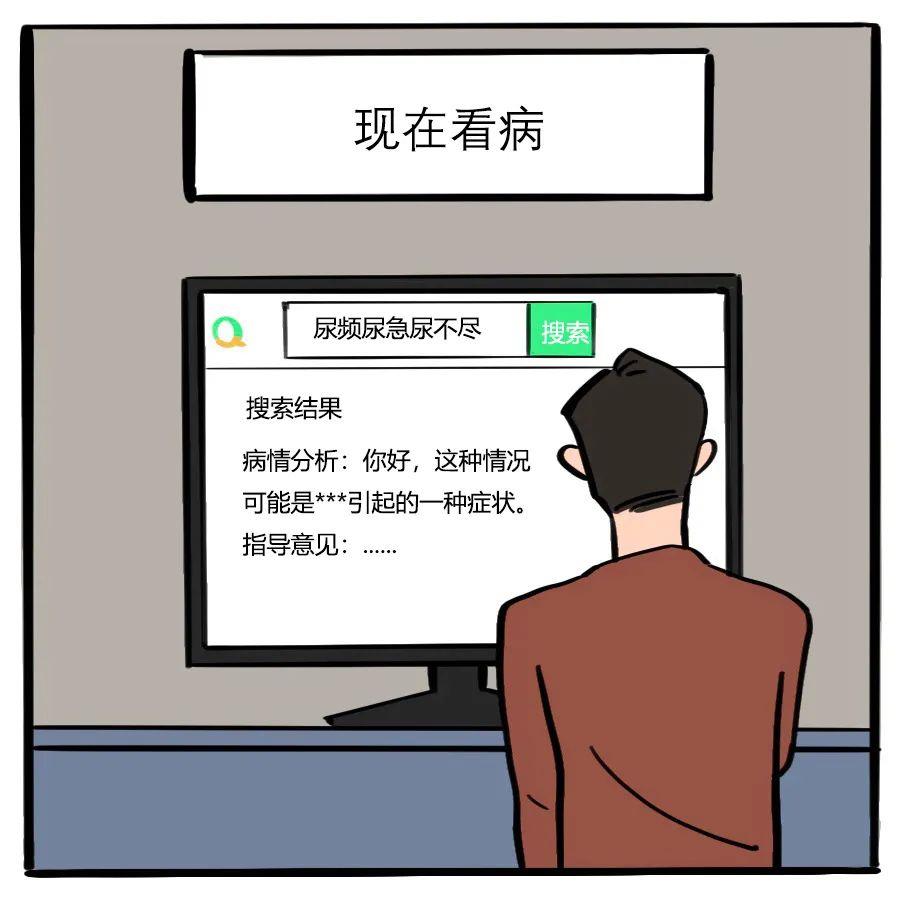 现在看病
尿频尿急尿不尽
搜索
搜索结果
病情分析：你好，这种情况
可能是***引起的一种症状。
指导意见：……